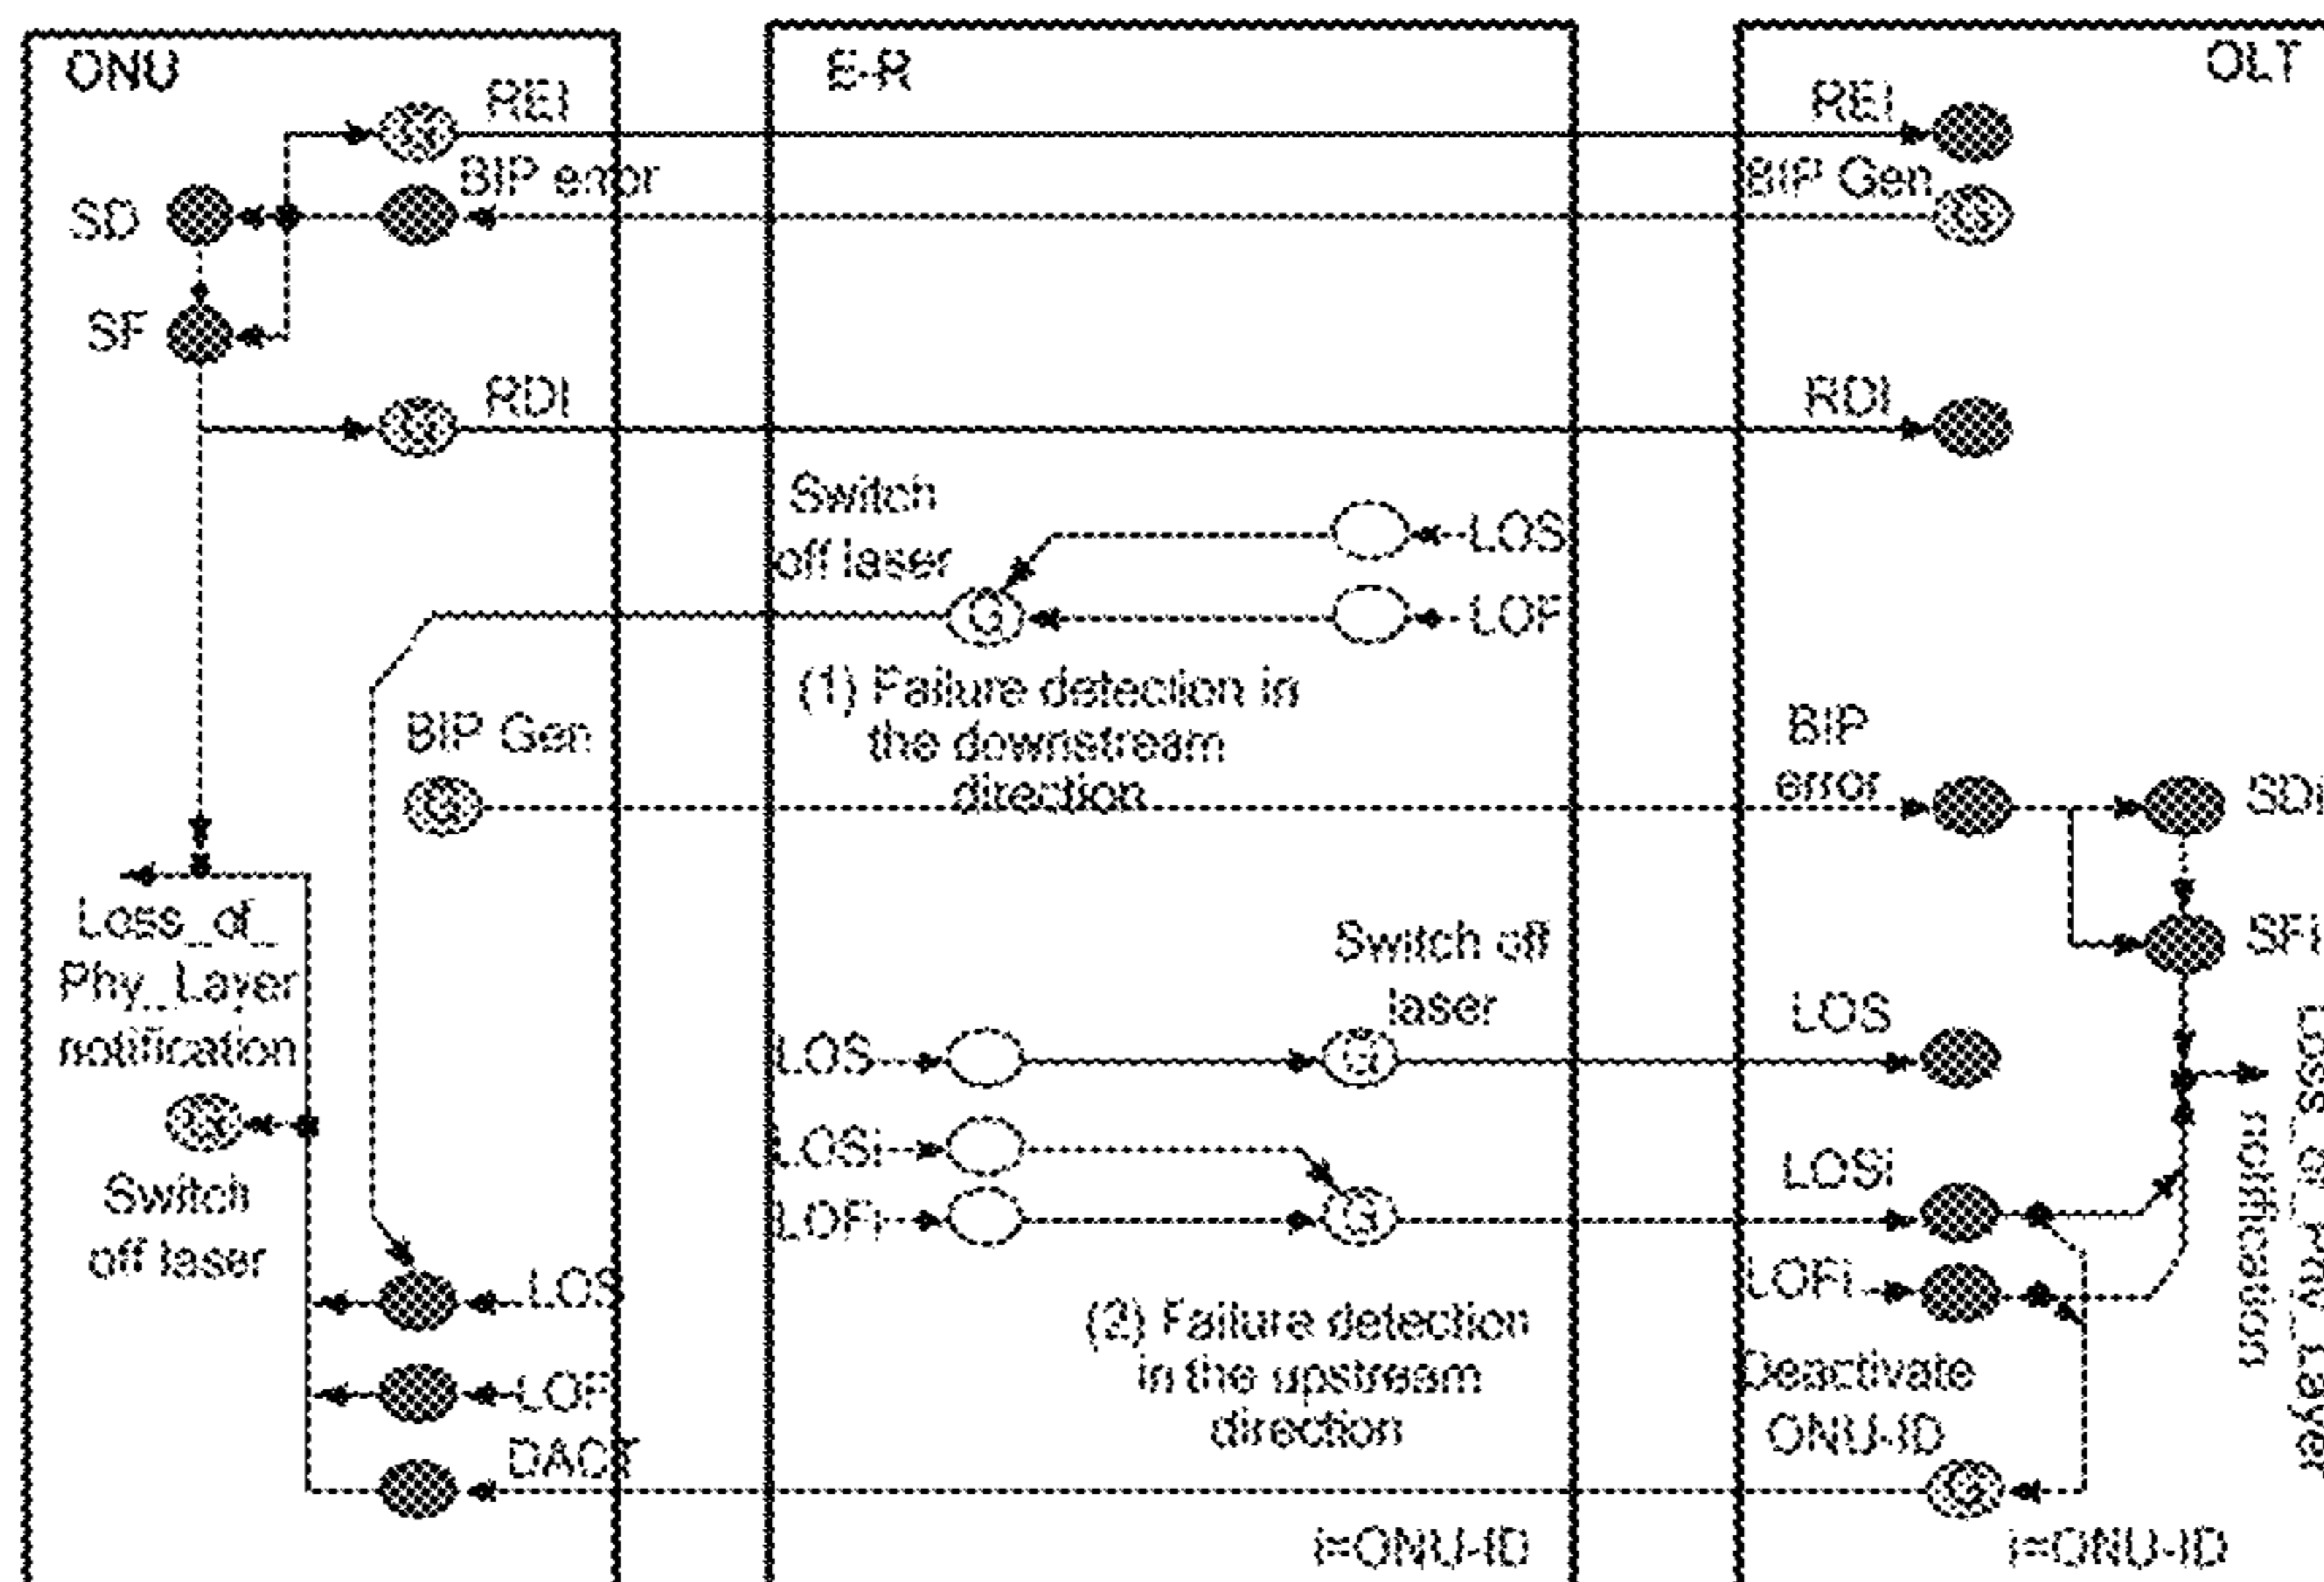 ONU
E-R
OLT
REI
REI
BIP error
BIP Gen
SD
SF
RDI
RDI
Switch
off laser
LOS
G
LOF
(1) Failure detection in
the downstream
direction
BIP Gen
G
BIP
error
SDi
SFi
Loss_of_
Phy_Layer
notification
Switch off
laser
LOS
G
LOS
LOSi
LOFi
G
LOSi
LOFi
Loss_of_Phy_Layer
notification
G
Switch
off laser
LOS
LOF
DACT
(2) Failure detection
in the upstream
direction
Deactivate
ONU-ID
G
i=ONU-ID
i=ONU-ID
G
G
G